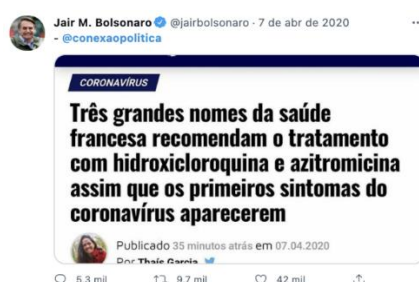 Jair M. Bolsonaro @jairbolsonaro · 7 de abr de 2020
- @conexaopolitica
CORONAVÍRUS
Três grandes nomes da saúde
francesa recomendam o tratamento
com hidroxicloroquina e azitromicina
assim que os primeiros sintomas do
coronavírus aparecerem
Publicado 35 minutos atrás em 07.04.2020
Por Thaís Garcia
5,3 mil 9,7 mil 42 mil